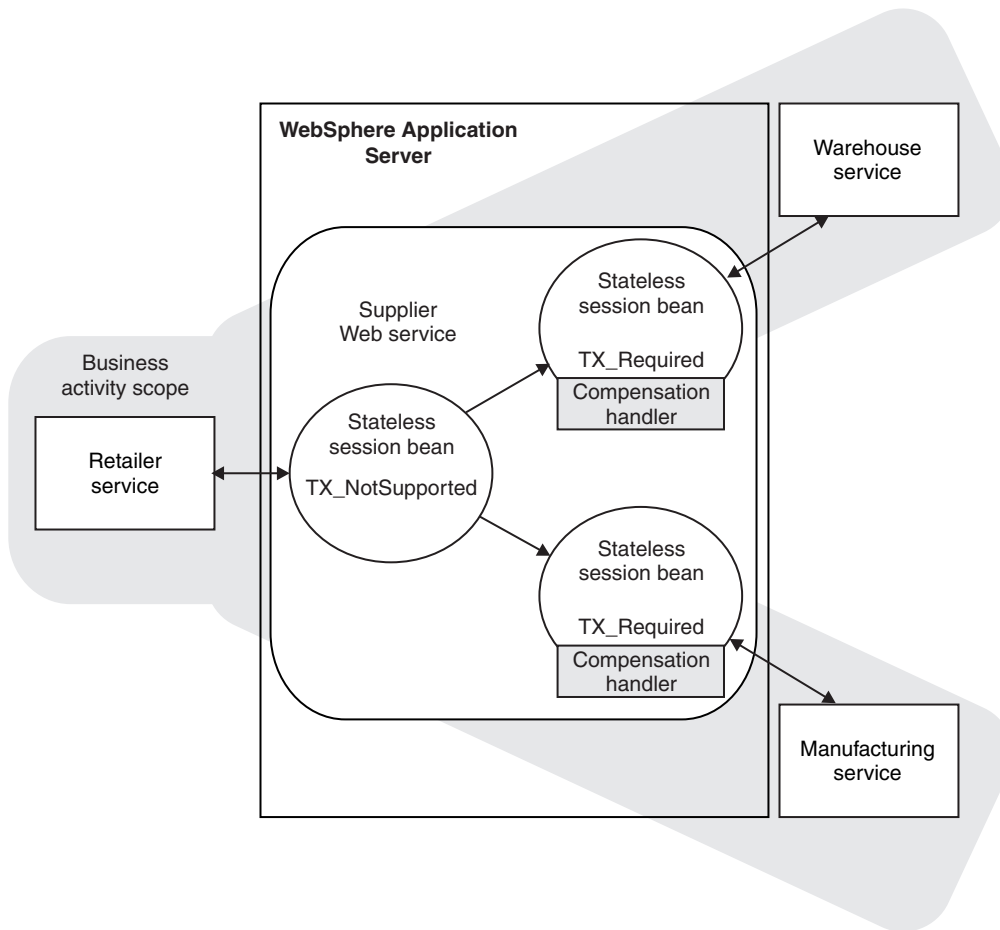 WebSphere Application
Server
Warehouse
service
Stateless
session bean
TX_Required
Compensation
handler
Supplier
Web service
Business
activity scope
Retailer
service
Stateless
session bean
TX_NotSupported
Stateless
session bean
TX_Required
Compensation
handler
Manufacturing
service